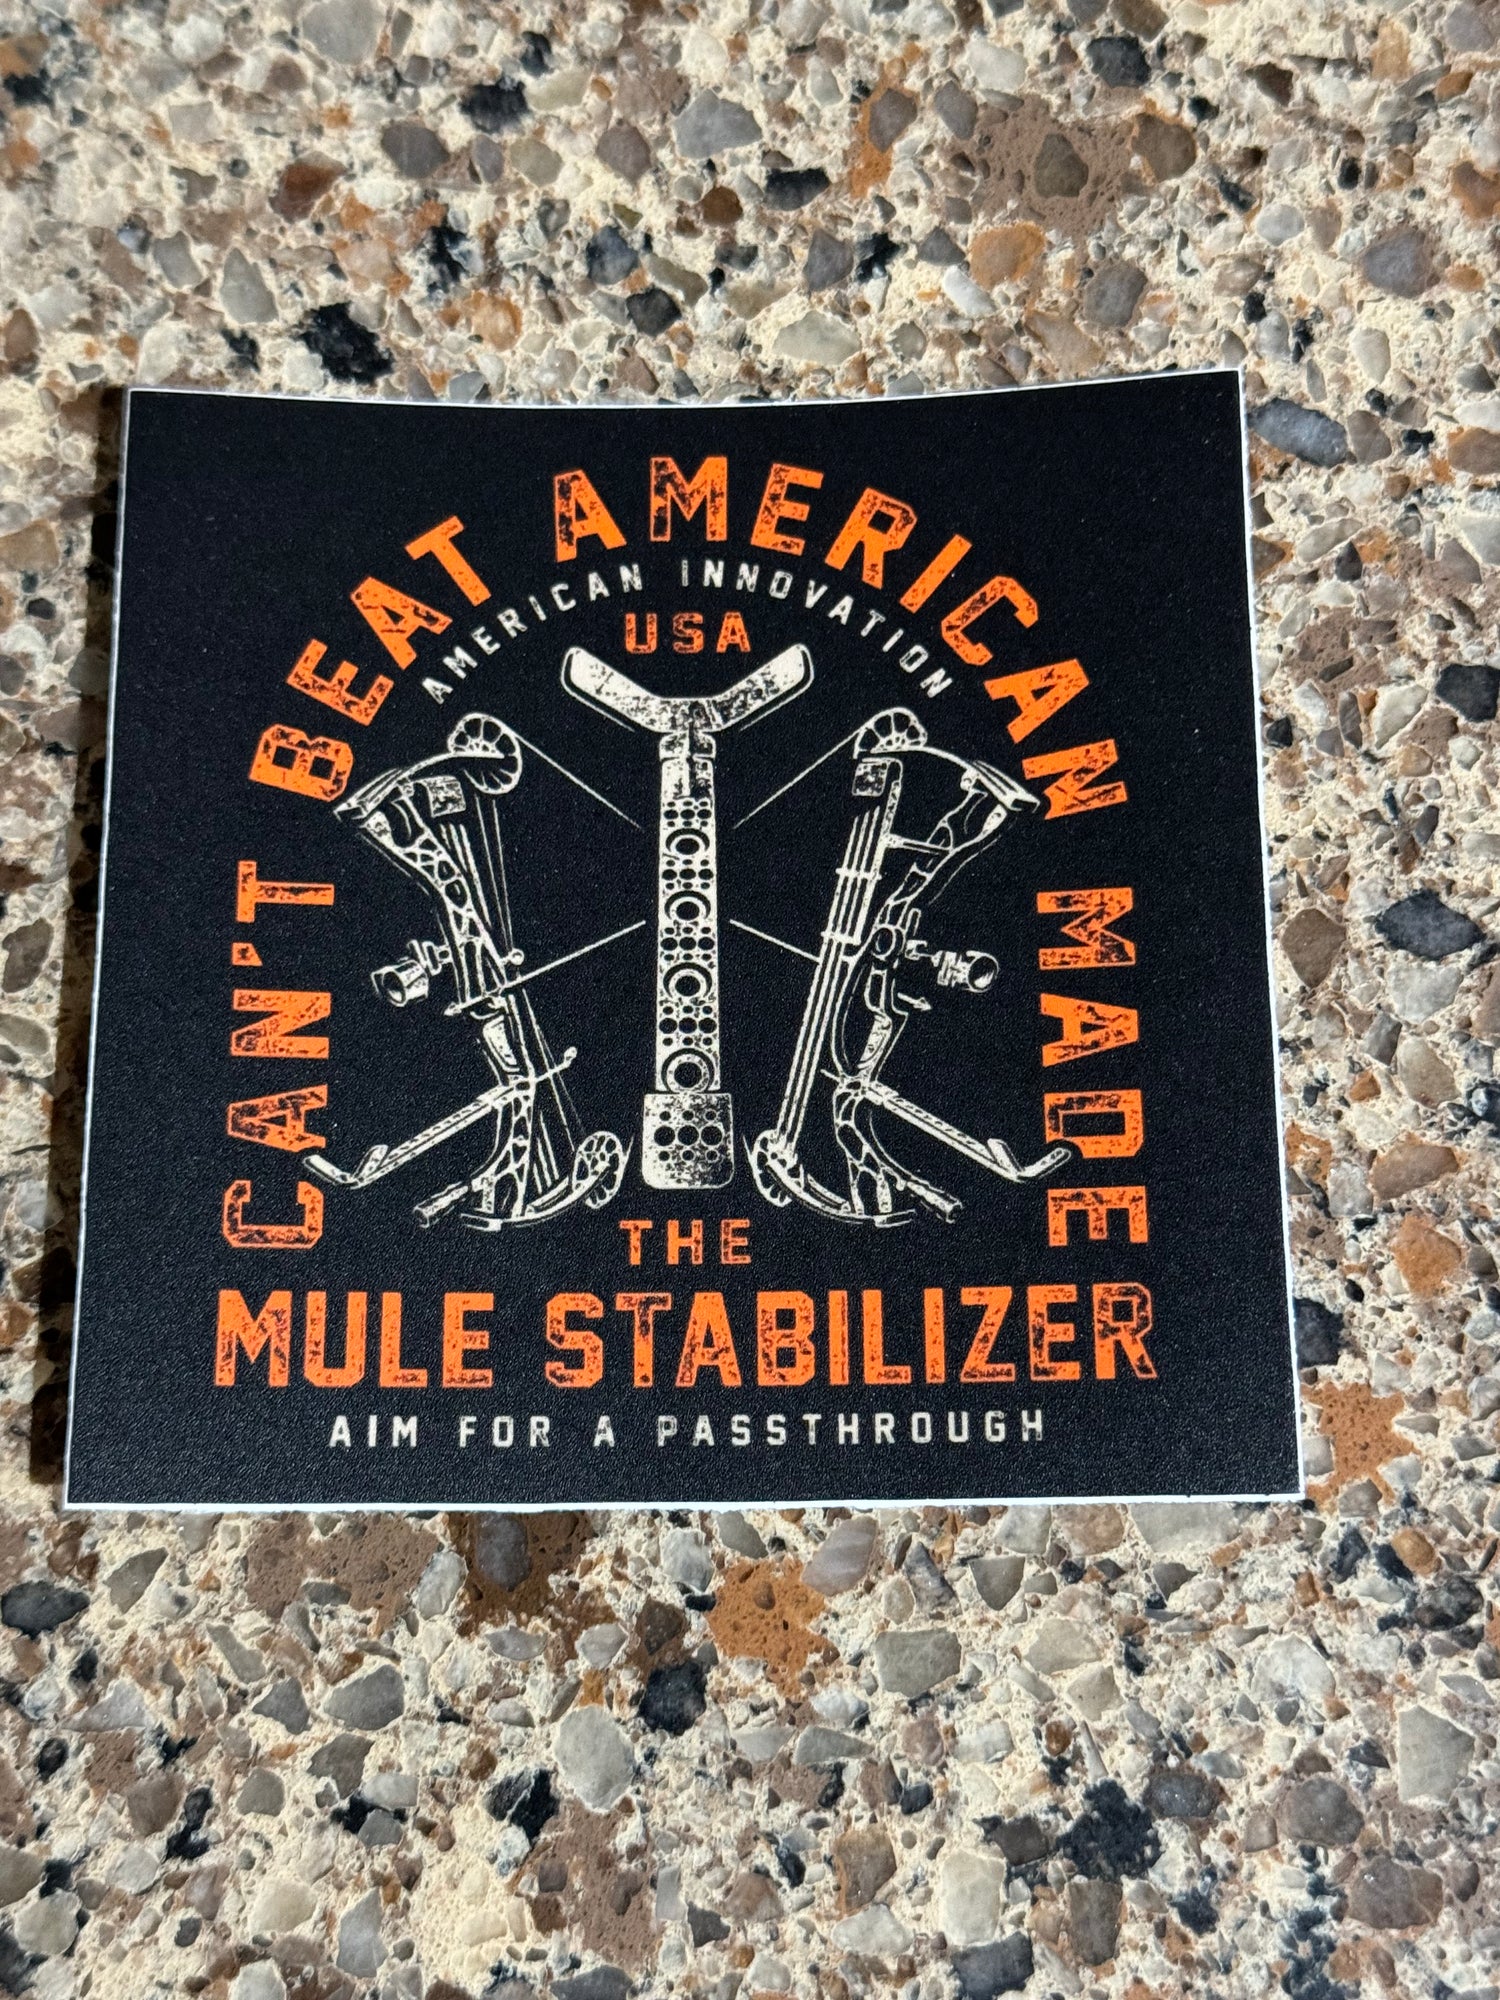 CAN'T BEAT AMERICAN MADE
AMERICAN INNOVATION
USA
THE
MULE STABILIZER
AIM FOR A PASSTHROUGH